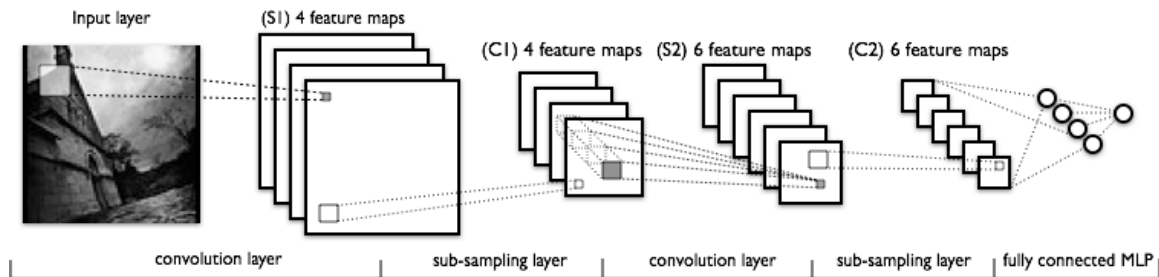 Input layer
(S1) 4 feature maps
(C1) 4 feature maps
(S2) 6 feature maps
(C2) 6 feature maps
convolution layer
sub-sampling layer
convolution layer
sub-sampling layer
fully connected MLP